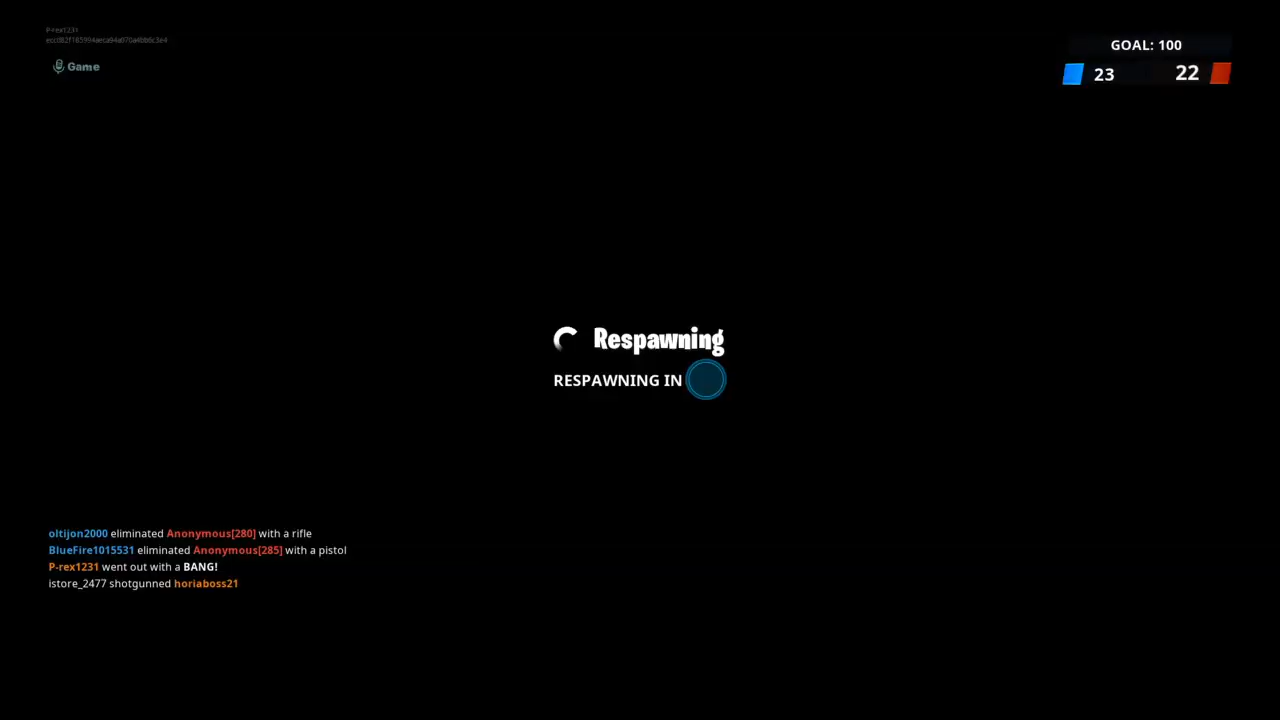 P-rex1231
Game
GOAL: 100
23 22
Respawning
RESPAWNING IN
oltijon2000 eliminated Anonymous[280] with a rifle
BlueFire1015531 eliminated Anonymous[285] with a pistol
P-rex1231 went out with a BANG!
istore_2477 shotgunned horiaboss21